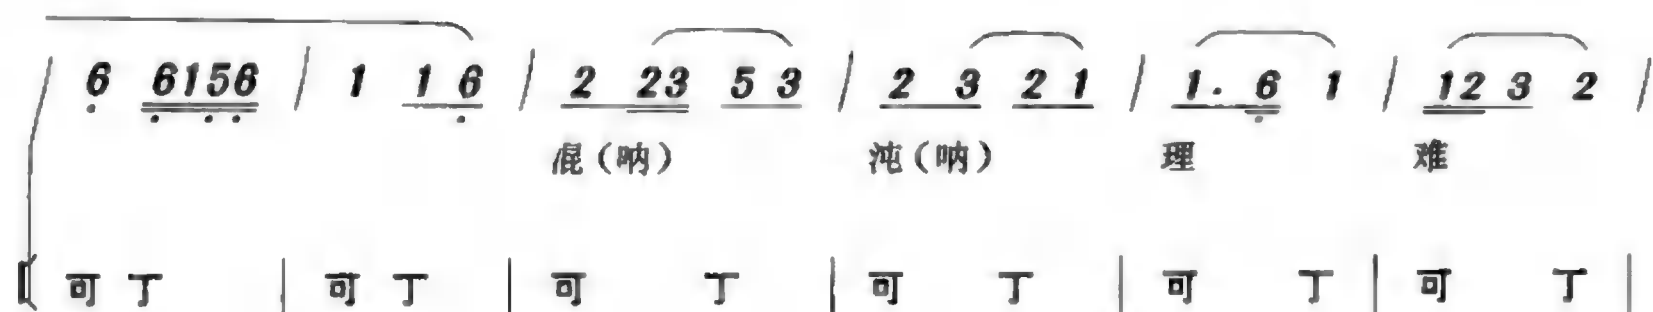 / 6 6156 / 1 1 6 / 2 23 5 3 / 2 3 2 1 / 1. 6 1 / 12 3 2 /
混（呐） 沌（呐） 理 难
可 丁 | 可 丁 | 可 丁 | 可 丁 | 可 丁 | 可 丁 |